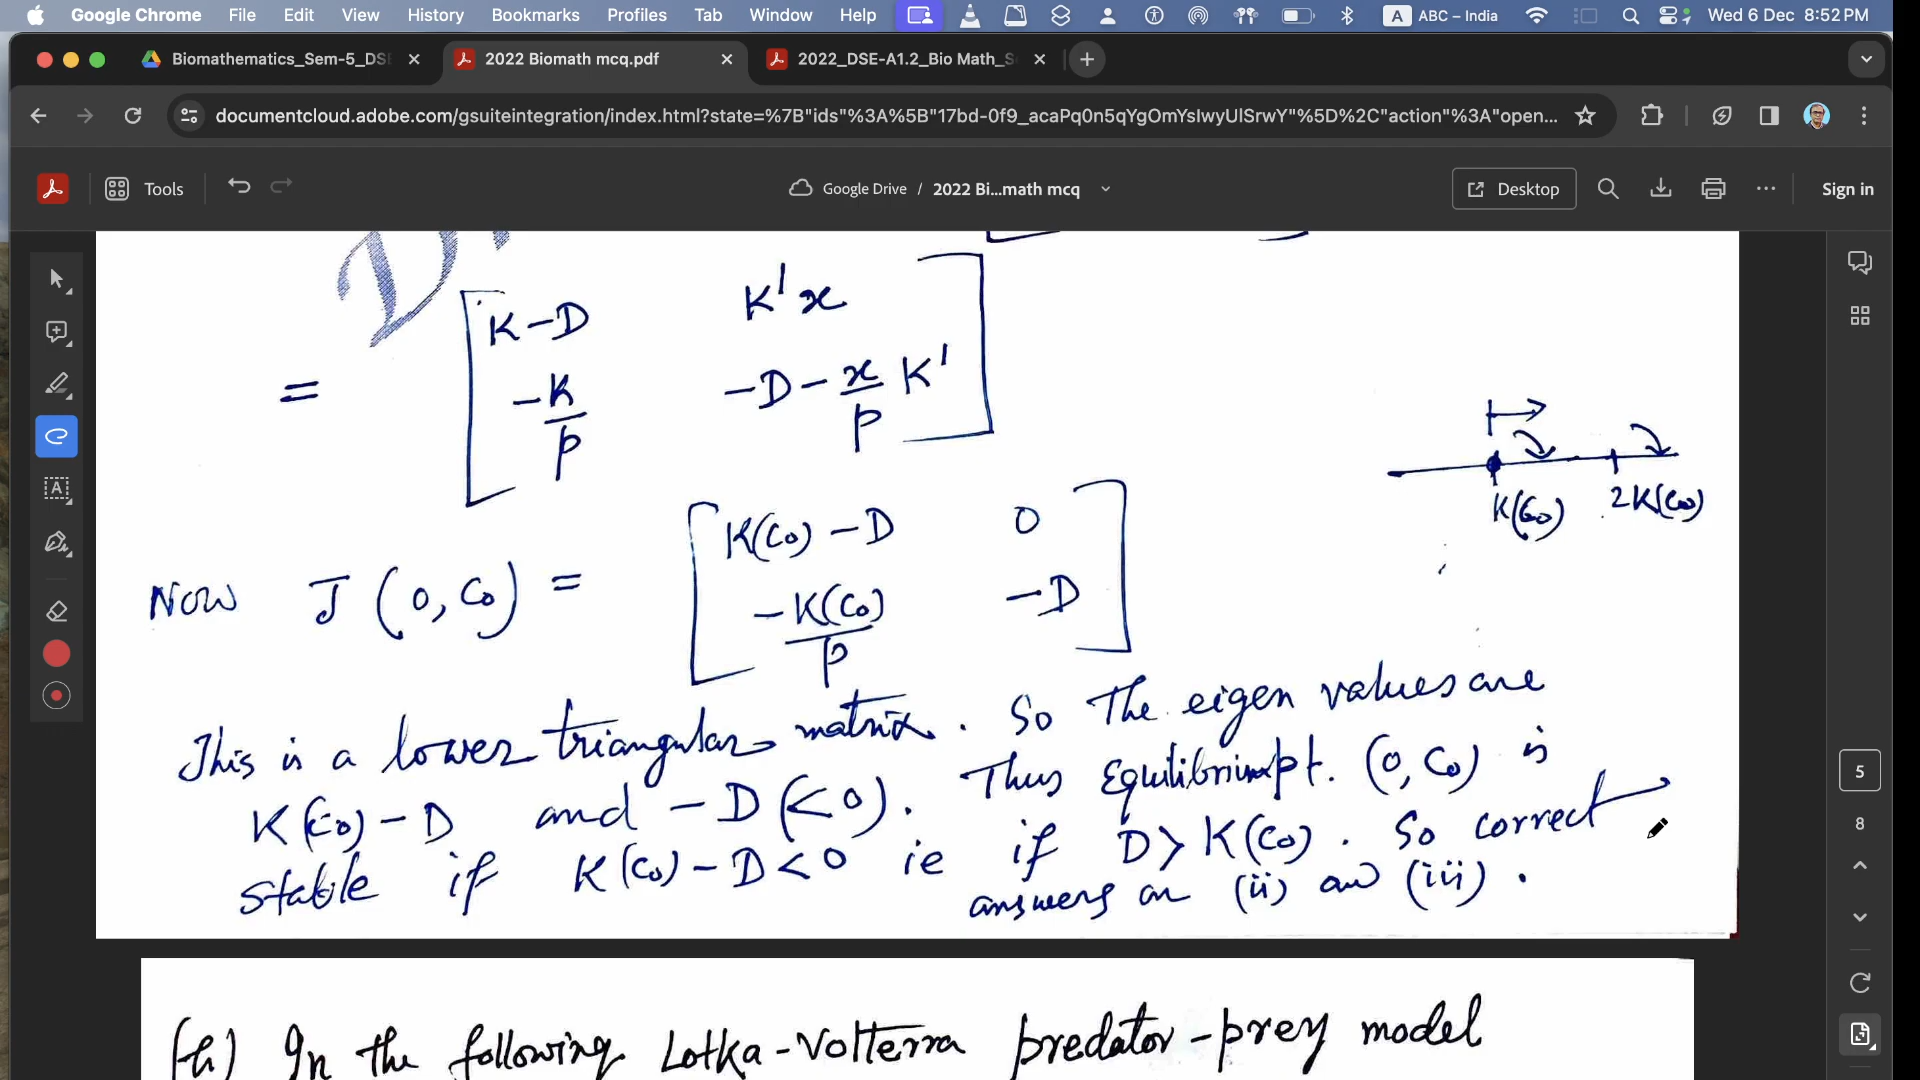 Google Chrome File Edit View History Bookmarks Profiles Tab Window Help A ABC – India Wed 6 Dec 8:52 PM
Biomathematics_Sem-5_DSE 2022 Biomath mcq.pdf 2022_DSE-A1.2_Bio Math_S
documentcloud.adobe.com/gsuiteintegration/index.html?state=%7B"ids"%3A%5B"17bd-0f9_acaPq0n5qYgOmYsIwyUlSrwY"%5D%2C"action"%3A"open...
Tools Google Drive / 2022 Bi...math mcq Desktop Sign in
D
= [ K-D K'x
-K/p -D - x/p K' ]
K(C₀) 2K(C₀)
Now J(0, C₀) = [ K(C₀)-D 0
-K(C₀)/p -D ]
This is a lower triangular matrix. So the eigen values are
K(C₀)-D and -D(<0). Thus Equilibrium pt. (0, C₀) is
stable if K(C₀)-D<0 ie if D>K(C₀). So correct
answers are (ii) and (iii).
5
8
(h) In the following Lotka-Volterra predator-prey model